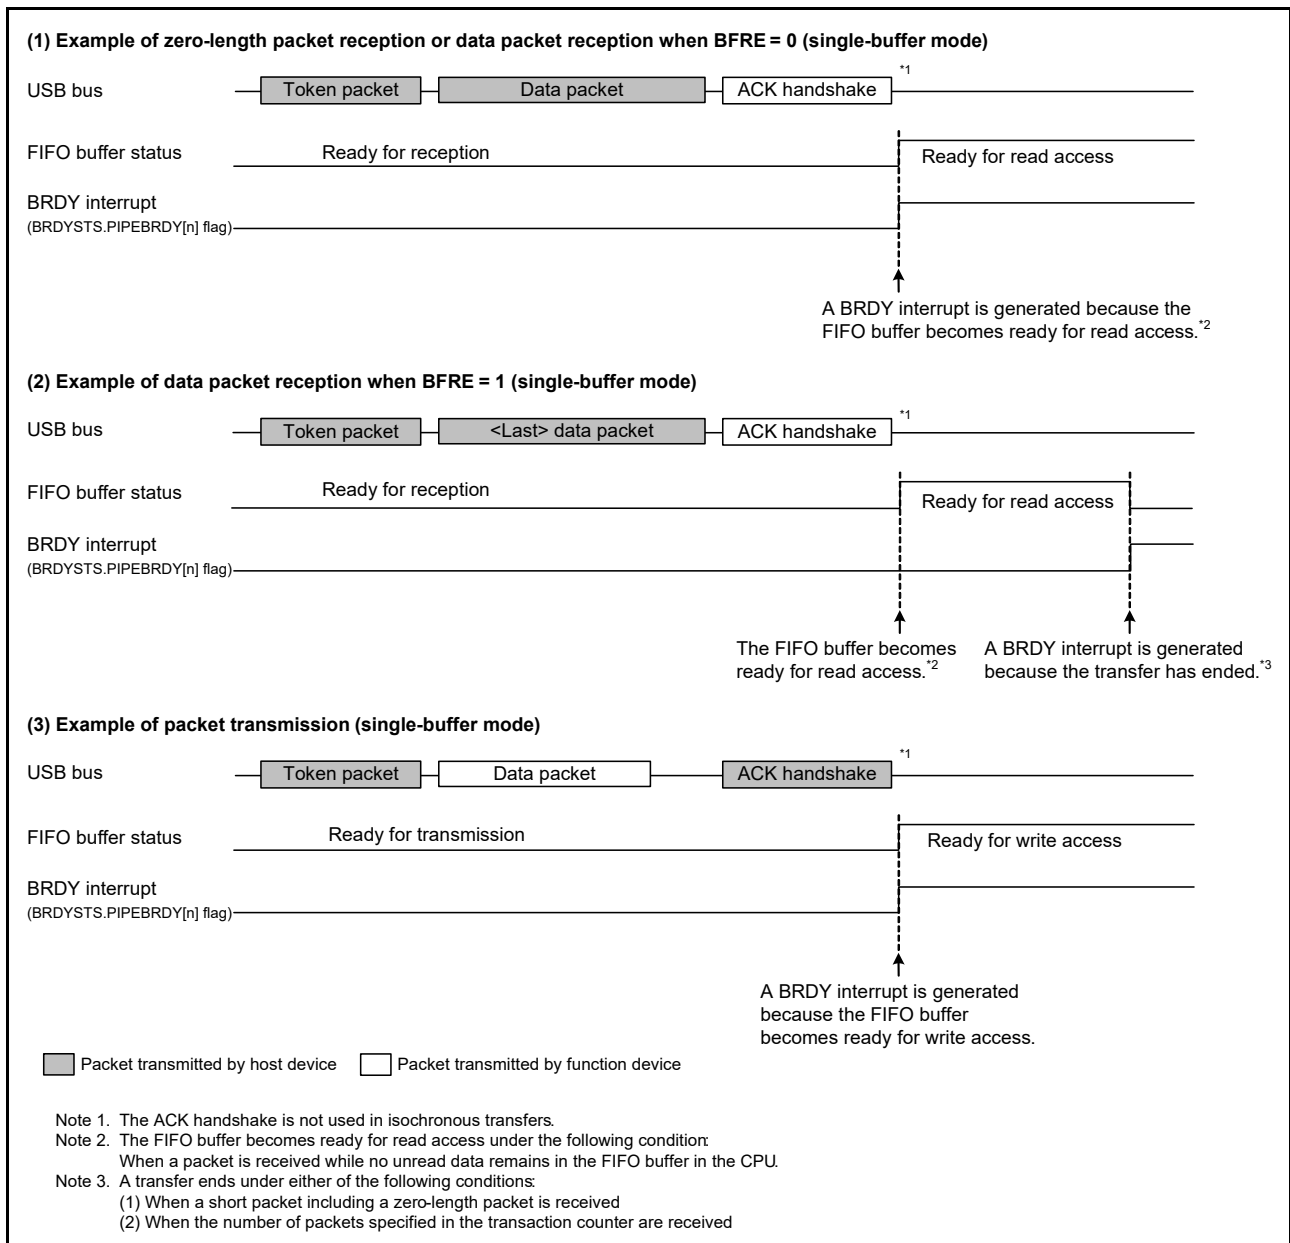 (1) Example of zero-length packet reception or data packet reception when BFRE = 0 (single-buffer mode)
USB bus
Token packet
Data packet
ACK handshake
*1
FIFO buffer status
Ready for reception
Ready for read access
BRDY interrupt
(BRDYSTS.PIPEBRDY[n] flag)
A BRDY interrupt is generated because the
FIFO buffer becomes ready for read access.*2
(2) Example of data packet reception when BFRE = 1 (single-buffer mode)
USB bus
Token packet
<Last> data packet
ACK handshake
*1
FIFO buffer status
Ready for reception
Ready for read access
BRDY interrupt
(BRDYSTS.PIPEBRDY[n] flag)
The FIFO buffer becomes
ready for read access.*2
A BRDY interrupt is generated
because the transfer has ended.*3
(3) Example of packet transmission (single-buffer mode)
USB bus
Token packet
Data packet
ACK handshake
*1
FIFO buffer status
Ready for transmission
Ready for write access
BRDY interrupt
(BRDYSTS.PIPEBRDY[n] flag)
A BRDY interrupt is generated
because the FIFO buffer
becomes ready for write access.
Packet transmitted by host device
Packet transmitted by function device
Note 1. The ACK handshake is not used in isochronous transfers.
Note 2. The FIFO buffer becomes ready for read access under the following condition:
When a packet is received while no unread data remains in the FIFO buffer in the CPU.
Note 3. A transfer ends under either of the following conditions:
(1) When a short packet including a zero-length packet is received
(2) When the number of packets specified in the transaction counter are received